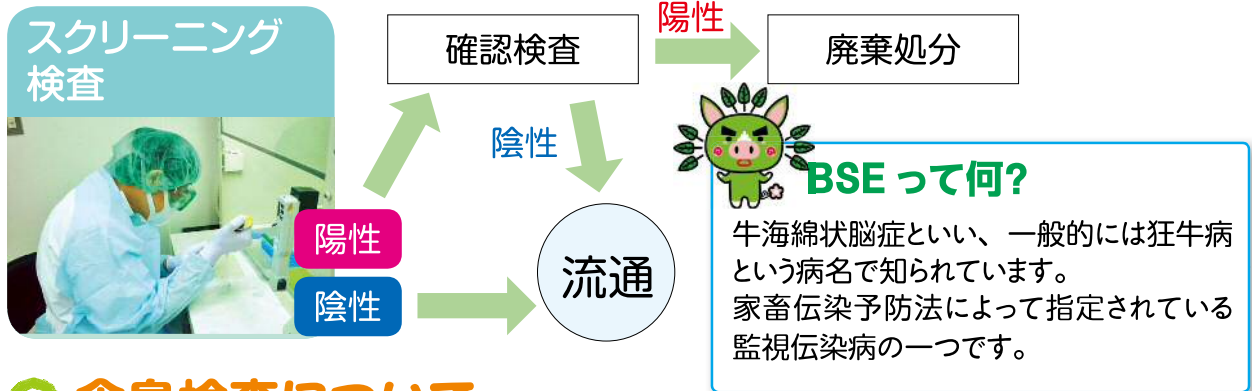 スクリーニング
検査
確認検査
陽性
廃棄処分
陰性
陽性
陰性
流通
BSE って何?
牛海綿状脳症といい、一般的には狂牛病
という病名で知られています。
家畜伝染予防法によって指定されている
監視伝染病の一つです。